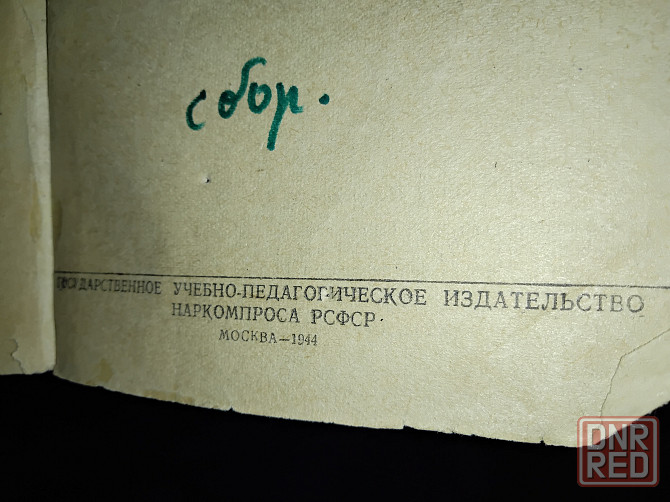 сбор.
ГОСУДАРСТВЕННОЕ УЧЕБНО-ПЕДАГОГИЧЕСКОЕ ИЗДАТЕЛЬСТВО
НАРКОМПРОСА РСФСР
МОСКВА—1944
DNR
RED